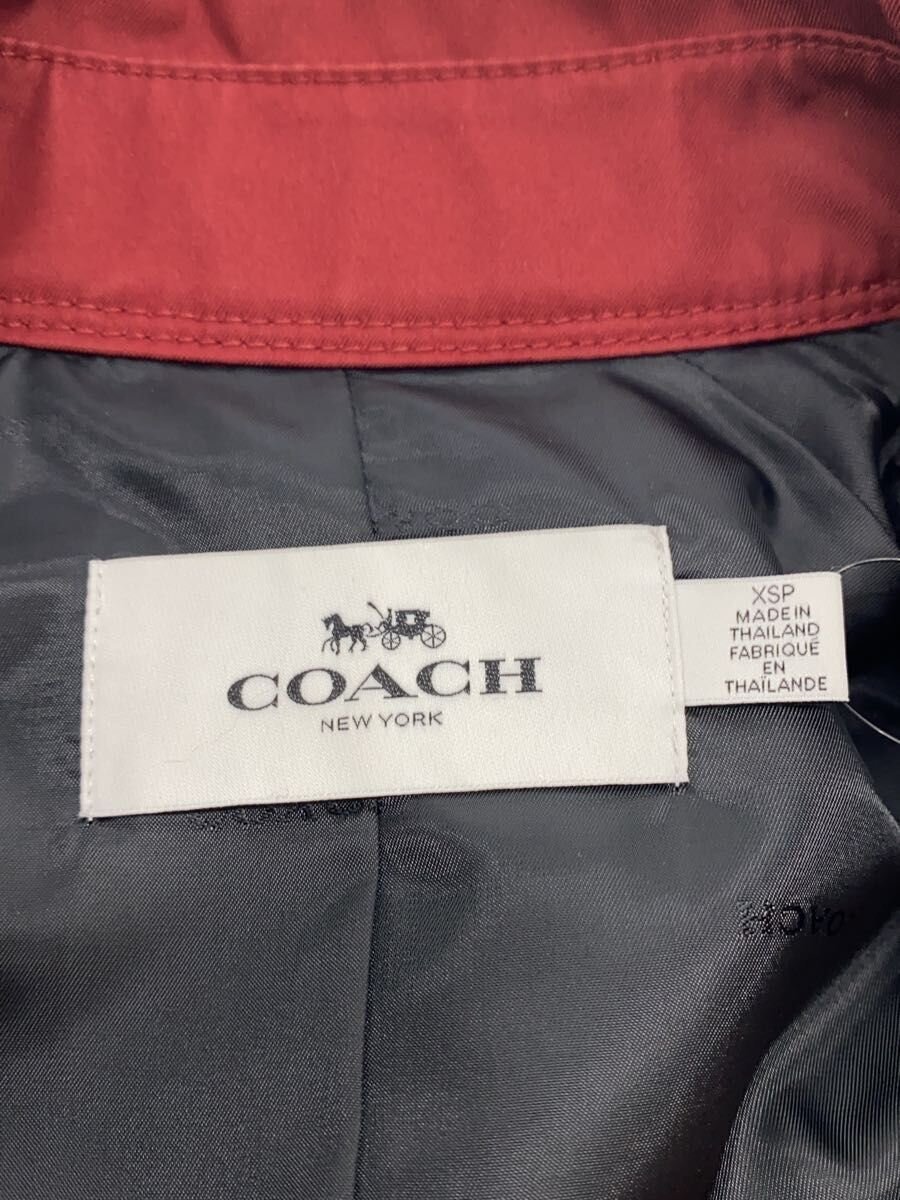 COACH
NEW YORK
XSP
MADE IN
THAILAND
FABRIQUÉ
EN
THAÏLANDE